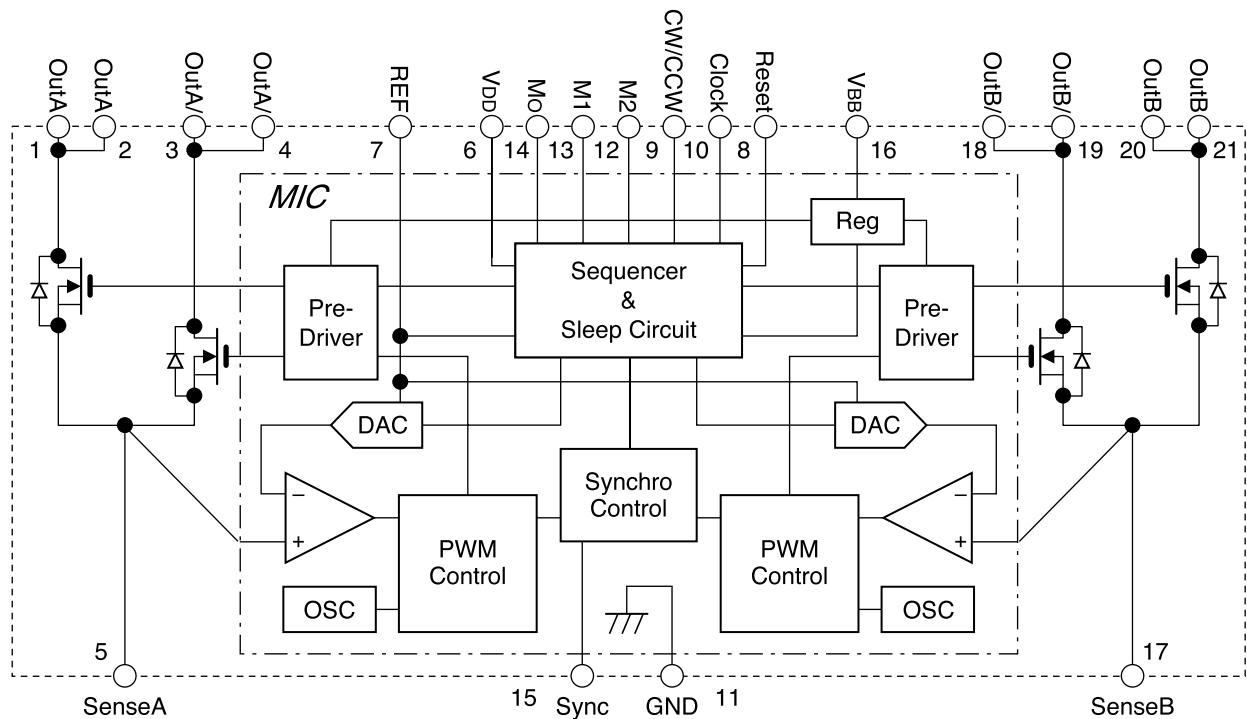 OutA
OutA
OutA/
OutA/
REF
VDD
MO
M1
M2
CW/CCW
Clock
Reset
VBB
OutB/
OutB/
OutB
OutB
1
2
3
4
7
6
14
13
12
9
10
8
16
18
19
20
21
MIC
Reg
Pre-
Driver
Sequencer
&
Sleep Circuit
Pre-
Driver
DAC
DAC
Synchro
Control
−
+
−
+
PWM
Control
PWM
Control
OSC
OSC
5
17
SenseA
15
Sync
GND
11
SenseB